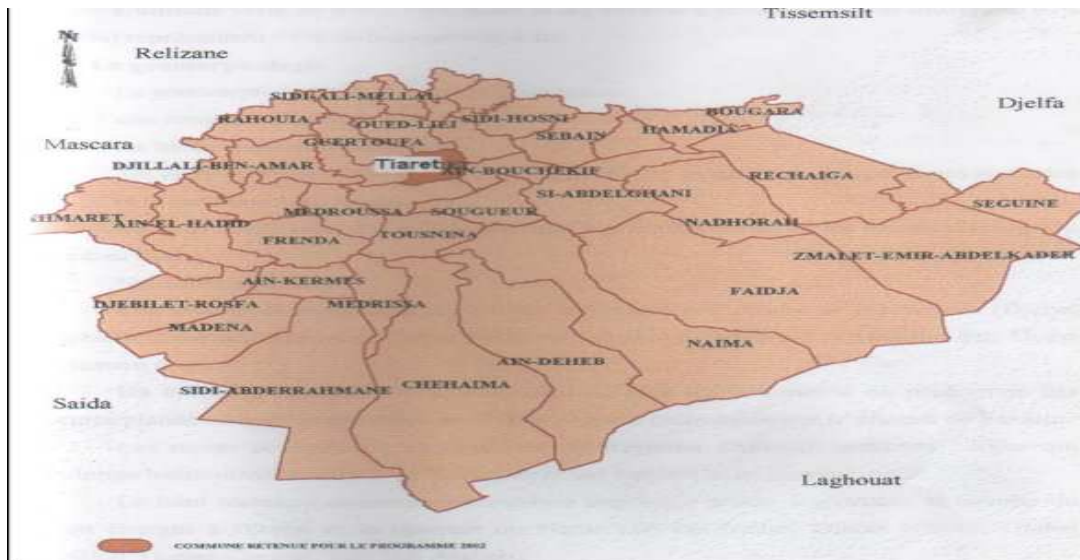 Tissemsilt
N
Relizane
Djelfa
SIDI-ALI-MELLAL
BOUGARA
RAHOUIA
OUED-LILI
SIDI-HOSNI
SEBAIN
HAMADIA
Mascara
GUERTOUFA
DJILLALI-BEN-AMAR
Tiaret
AIN-BOUCHEKIF
RECHAIGA
SI-ABDELGHANI
SEGUINE
AIN-EL-HADID
MEDROUSSA
SOUGUEUR
NADHORAH
FRENDA
TOUSNINA
ZMALET-EMIR-ABDELKADER
AIN-KERMES
FAIDJA
DJEBILET-ROSFA
MEDRISSA
MADENA
NAIMA
AIN-DEHEB
SIDI-ABDERRAHMANE
CHEHAIMA
Saida
Laghouat
COMMUNE RETENUE POUR LE PROGRAMME 2002